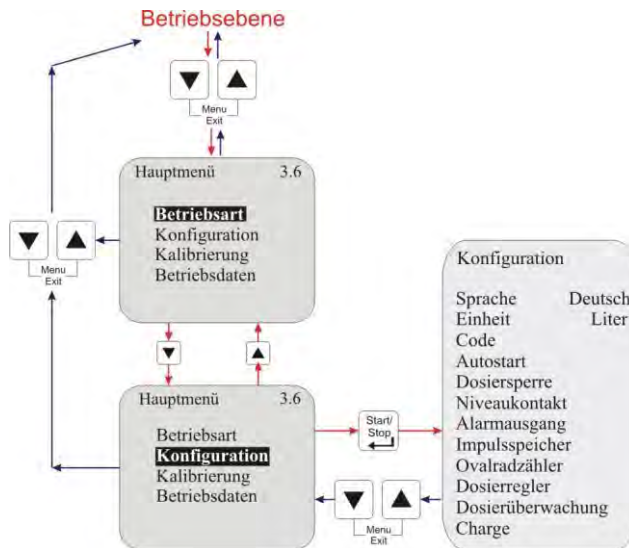 Betriebsebene
Menu
Exit
Hauptmenü 3.6
Betriebsart
Konfiguration
Kalibrierung
Betriebsdaten
Menu
Exit
Hauptmenü 3.6
Betriebsart
Konfiguration
Kalibrierung
Betriebsdaten
Start/
Stop
Menu
Exit
Konfiguration
Sprache Deutsch
Einheit Liter
Code
Autostart
Dosiersperre
Niveaukontakt
Alarmausgang
Impulsspeicher
Ovalradzähler
Dosierregler
Dosierüberwachung
Charge